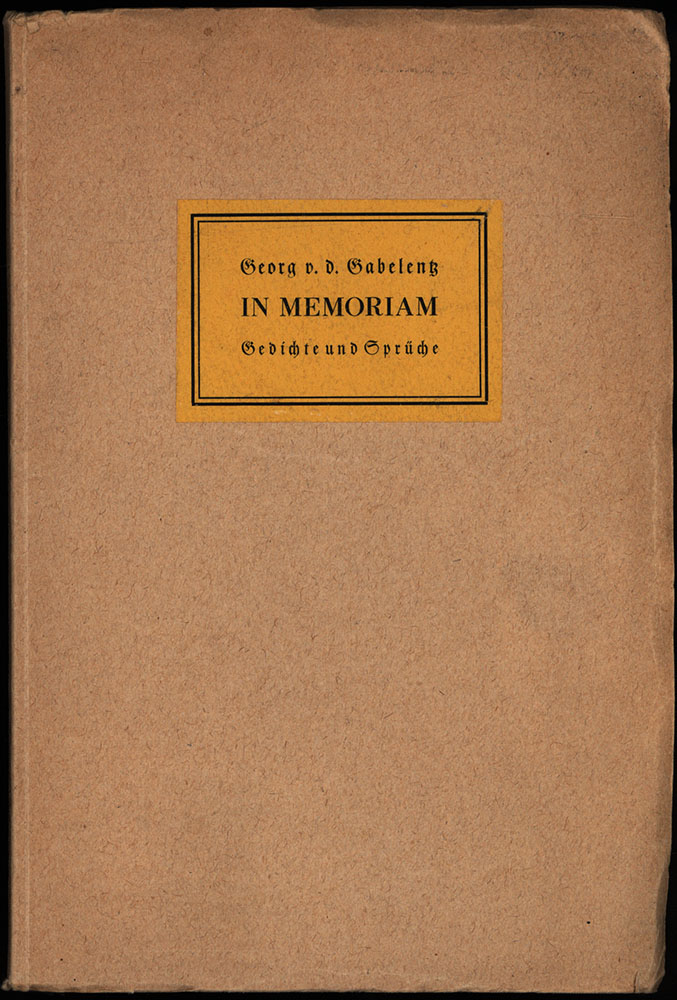 Georg v. d. Gabelentz
IN MEMORIAM
Gedichte und Sprüche